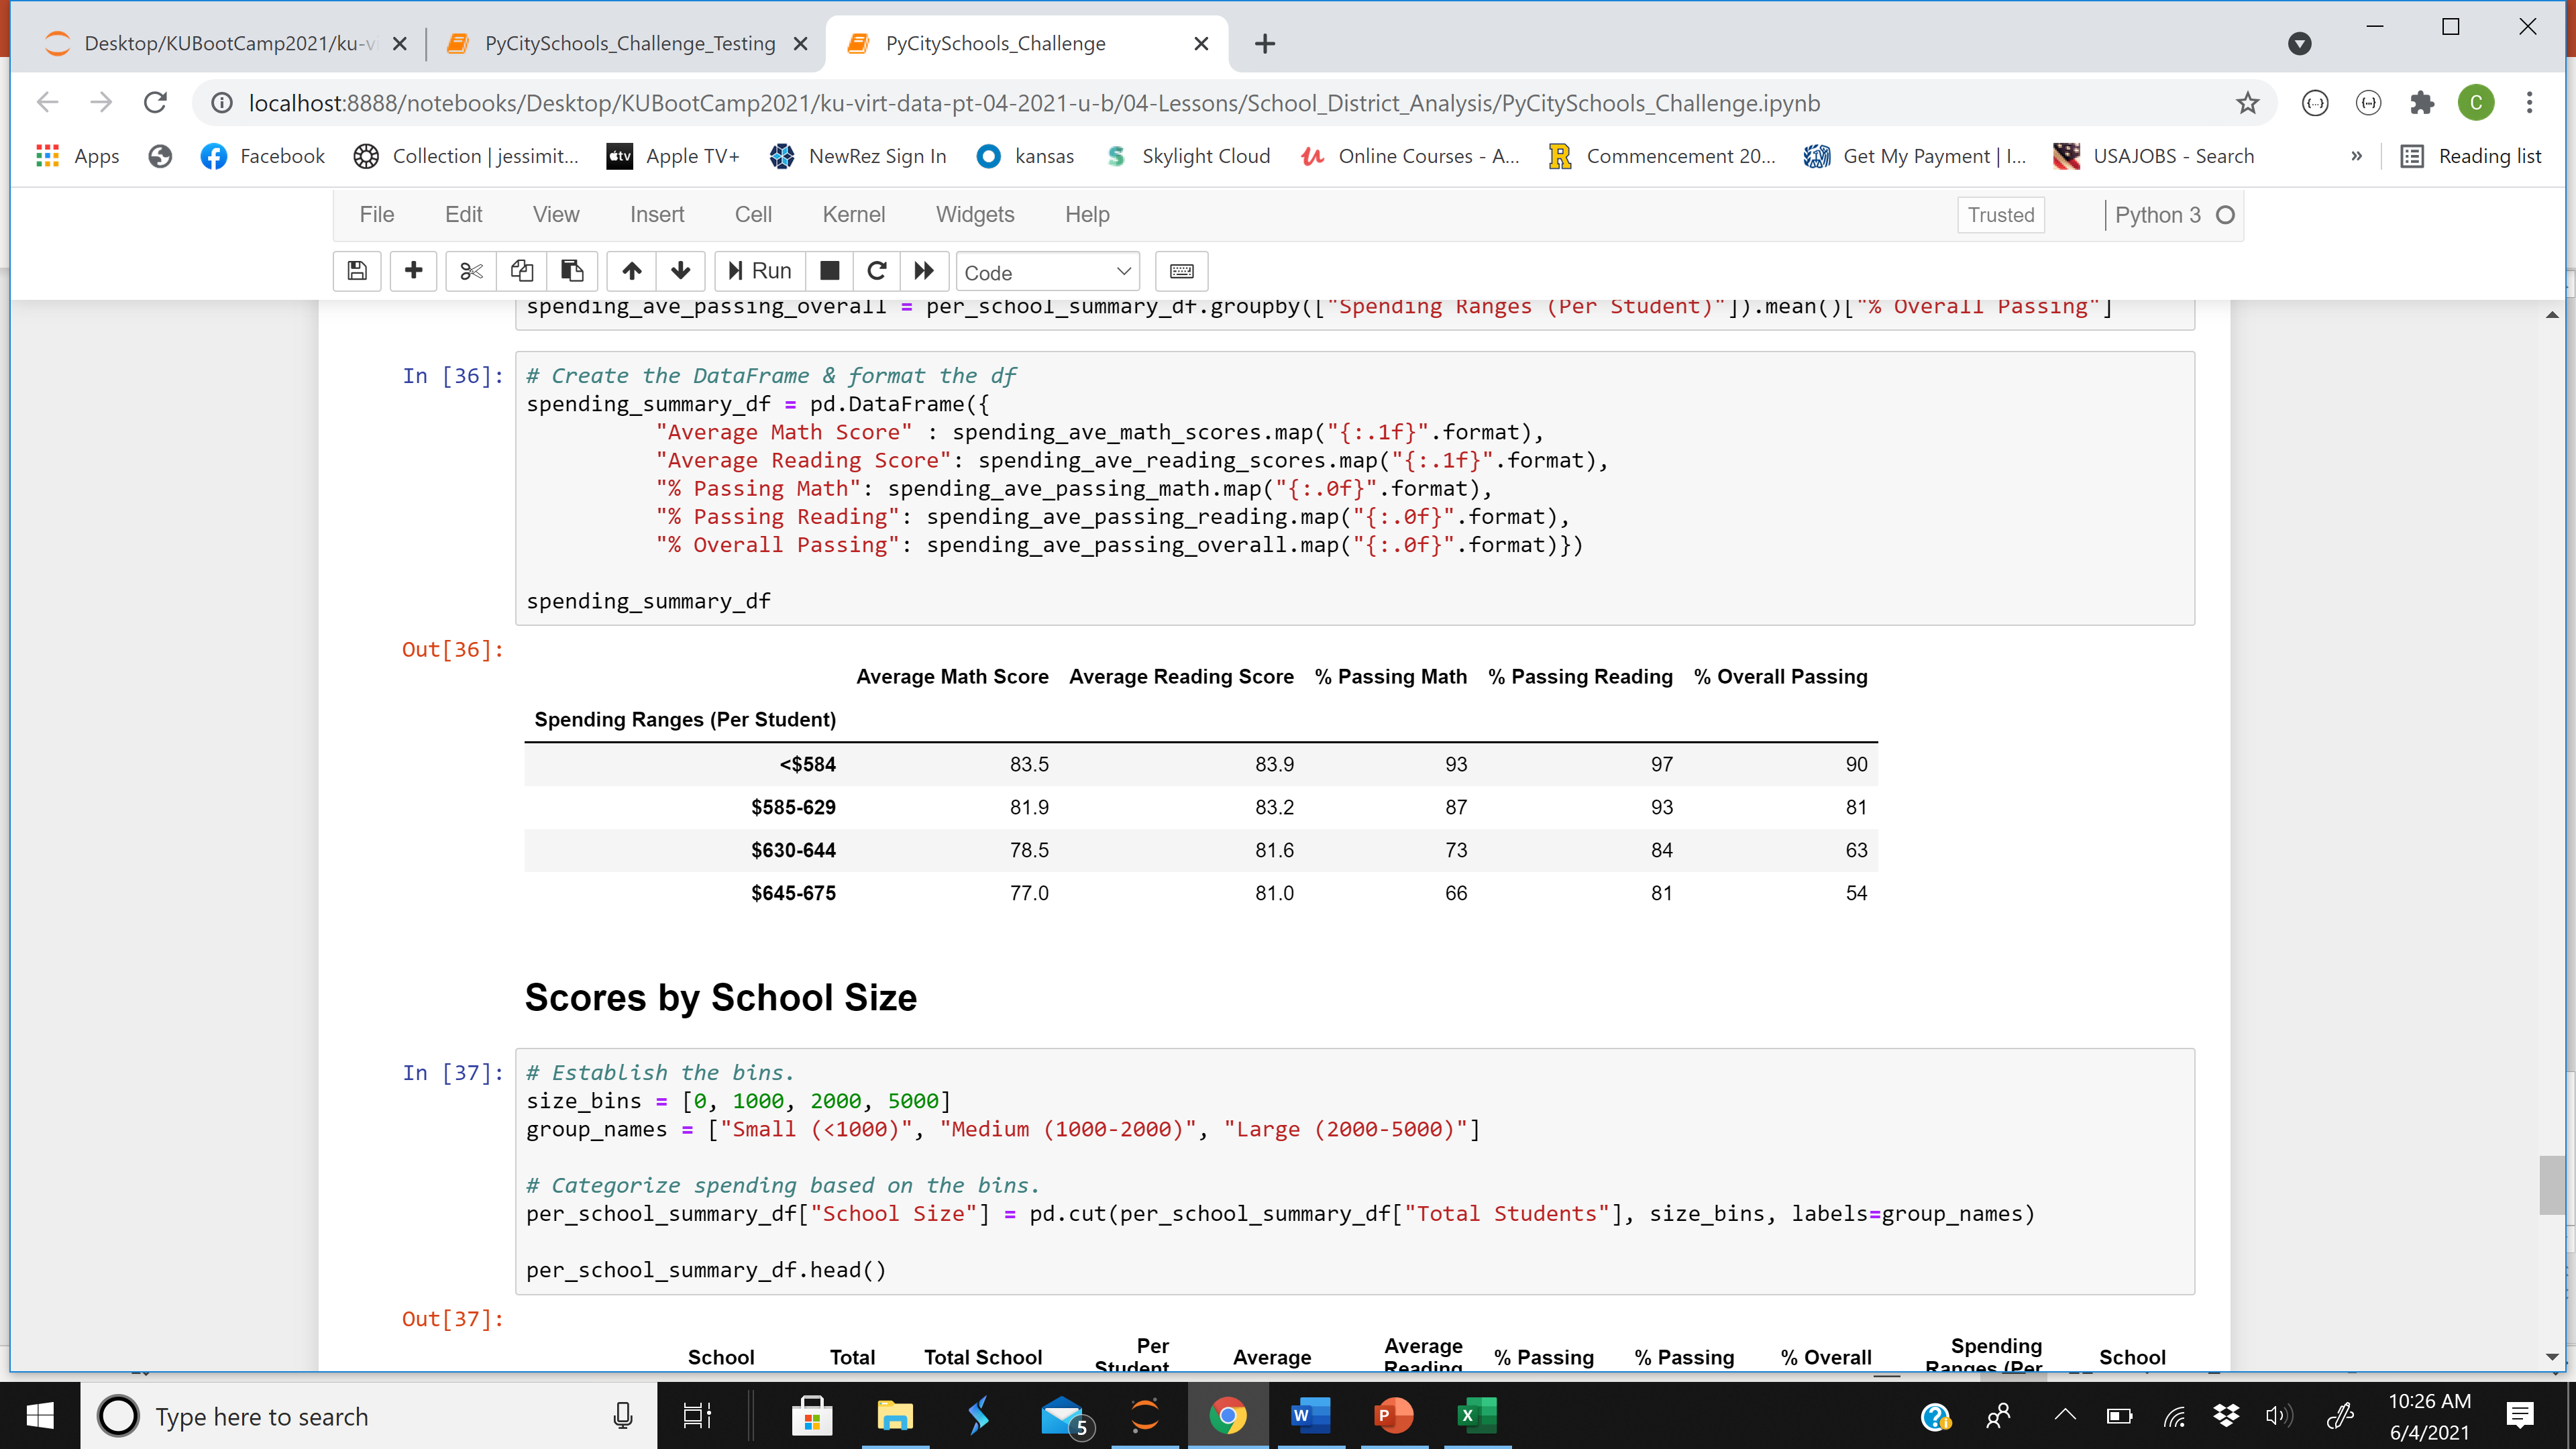 Desktop/KUBootCamp2021/ku-vi
PyCitySchools_Challenge_Testing
PyCitySchools_Challenge
localhost:8888/notebooks/Desktop/KUBootCamp2021/ku-virt-data-pt-04-2021-u-b/04-Lessons/School_District_Analysis/PyCitySchools_Challenge.ipynb
C
Apps Facebook Collection | jessimit... tv Apple TV+ NewRez Sign In kansas Skylight Cloud Online Courses - A... Commencement 20... Get My Payment | I... USAJOBS - Search » Reading list
File Edit View Insert Cell Kernel Widgets Help Trusted Python 3
Run Code
spending_ave_passing_overall = per_school_summary_df.groupby(["Spending Ranges (Per Student)"]).mean()["% Overall Passing"]
In [36]:
# Create the DataFrame & format the df
spending_summary_df = pd.DataFrame({
"Average Math Score" : spending_ave_math_scores.map("{:.1f}".format),
"Average Reading Score": spending_ave_reading_scores.map("{:.1f}".format),
"% Passing Math": spending_ave_passing_math.map("{:.0f}".format),
"% Passing Reading": spending_ave_passing_reading.map("{:.0f}".format),
"% Overall Passing": spending_ave_passing_overall.map("{:.0f}".format)})
spending_summary_df
Out[36]:
Average Math Score Average Reading Score % Passing Math % Passing Reading % Overall Passing
Spending Ranges (Per Student)
<$584 83.5 83.9 93 97 90
$585-629 81.9 83.2 87 93 81
$630-644 78.5 81.6 73 84 63
$645-675 77.0 81.0 66 81 54
Scores by School Size
In [37]:
# Establish the bins.
size_bins = [0, 1000, 2000, 5000]
group_names = ["Small (<1000)", "Medium (1000-2000)", "Large (2000-5000)"]
# Categorize spending based on the bins.
per_school_summary_df["School Size"] = pd.cut(per_school_summary_df["Total Students"], size_bins, labels=group_names)
per_school_summary_df.head()
Out[37]:
School Total Total School Per Student Average Average Reading % Passing % Passing % Overall Spending Ranges (Per School
Type here to search
5
W
P
X
10:26 AM
6/4/2021